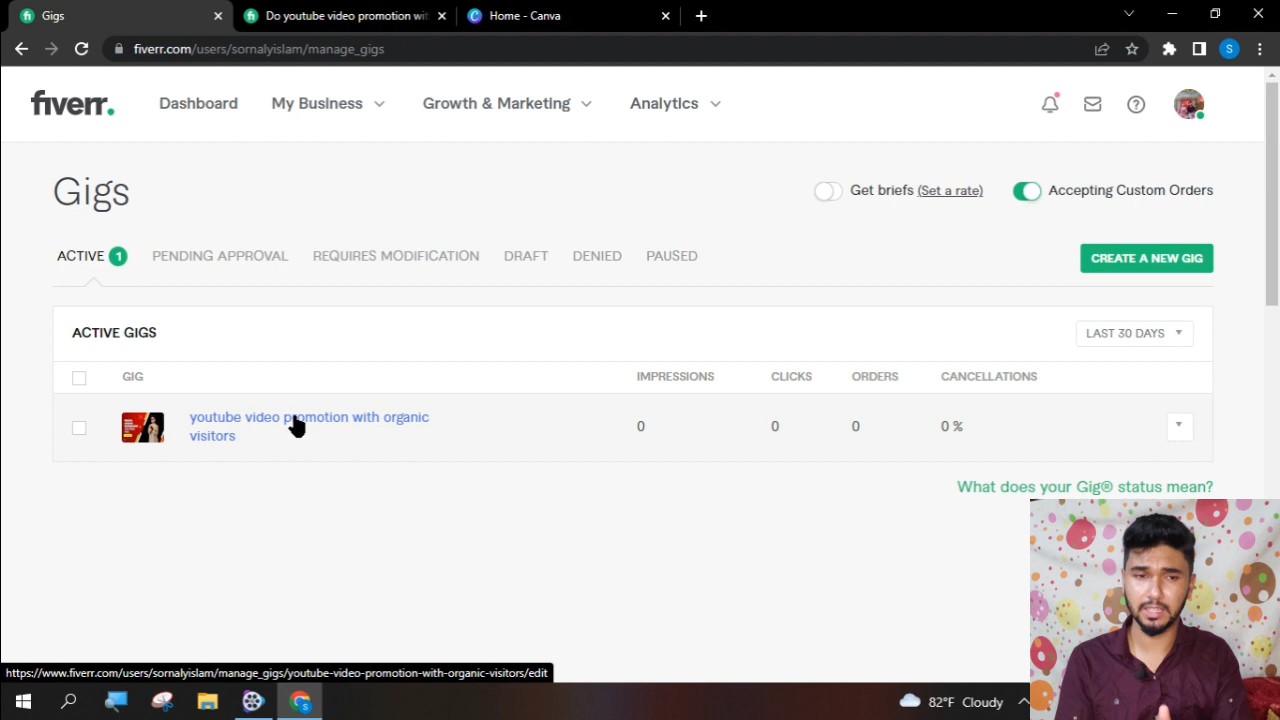 Gigs
Do youtube video promotion wit
Home - Canva
fiverr.com/users/sornalyislam/manage_gigs
S
fiverr.
Dashboard
My Business
Growth & Marketing
Analytics
Gigs
Get briefs (Set a rate)
Accepting Custom Orders
ACTIVE 1
PENDING APPROVAL
REQUIRES MODIFICATION
DRAFT
DENIED
PAUSED
CREATE A NEW GIG
ACTIVE GIGS
LAST 30 DAYS
GIG
IMPRESSIONS
CLICKS
ORDERS
CANCELLATIONS
youtube video promotion with organic
visitors
0
0
0
0 %
What does your Gig® status mean?
https://www.fiverr.com/users/sornalyislam/manage_gigs/youtube-video-promotion-with-organic-visitors/edit
82°F Cloudy